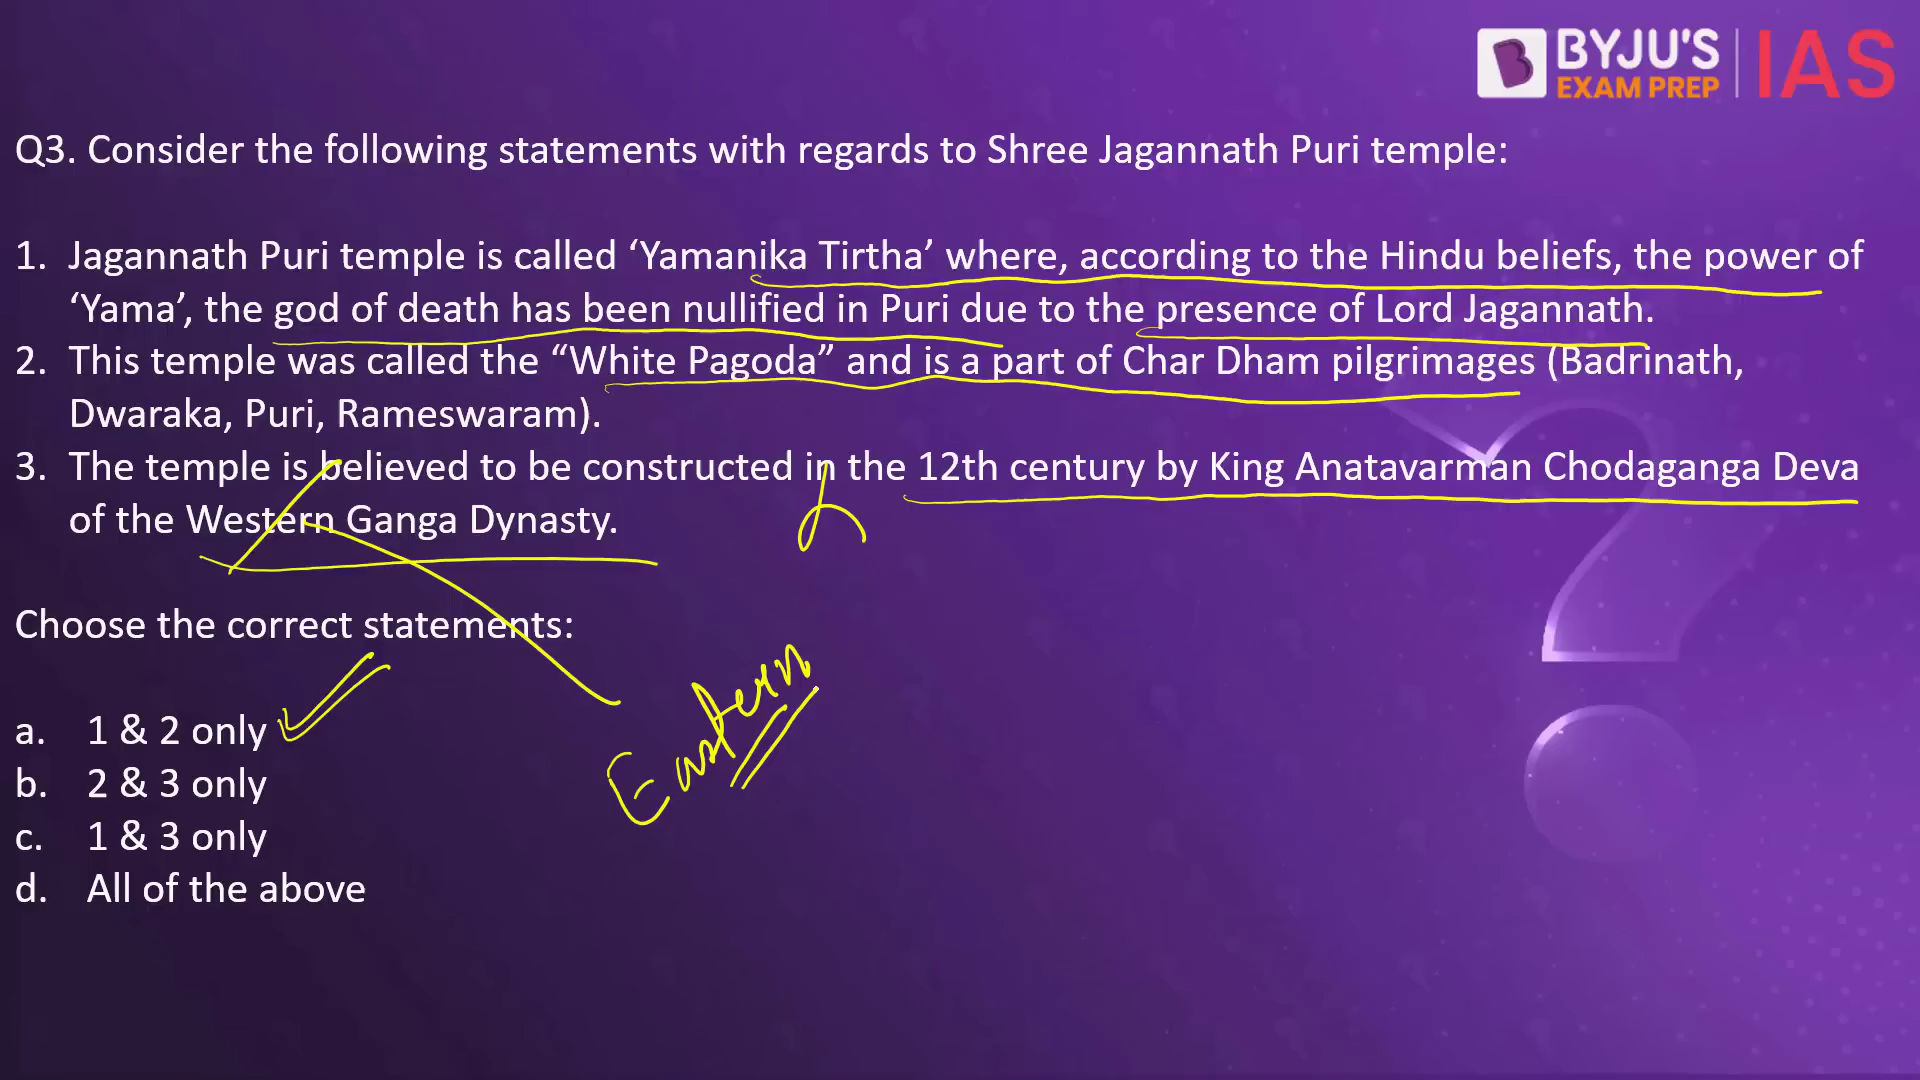 BYJU'S
EXAM PREP
IAS
Q3. Consider the following statements with regards to Shree Jagannath Puri temple:
1. Jagannath Puri temple is called ‘Yamanika Tirtha’ where, according to the Hindu beliefs, the power of
‘Yama’, the god of death has been nullified in Puri due to the presence of Lord Jagannath.
2. This temple was called the “White Pagoda” and is a part of Char Dham pilgrimages (Badrinath,
Dwaraka, Puri, Rameswaram).
3. The temple is believed to be constructed in the 12th century by King Anatavarman Chodaganga Deva
of the Western Ganga Dynasty.
Choose the correct statements:
a. 1 & 2 only
b. 2 & 3 only
c. 1 & 3 only
d. All of the above
Eastern